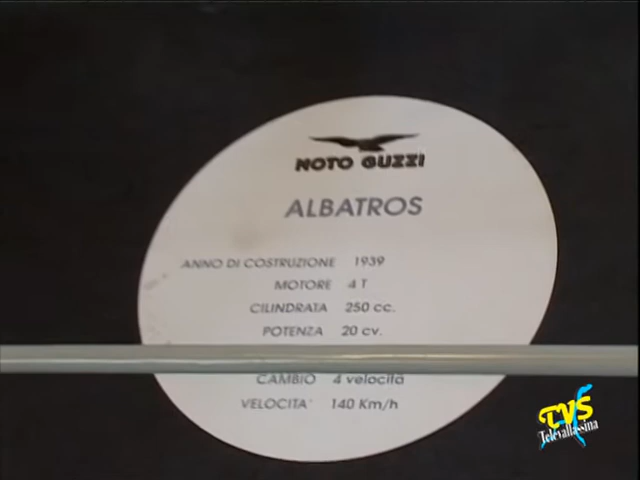 MOTO GUZZI
ALBATROS
ANNO DI COSTRUZIONE 1939
MOTORE 4 T
CILINDRATA 250 cc.
POTENZA 20 cv.
CAMBIO 4 velocità
VELOCITA' 140 Km/h
TVS
Televallassina